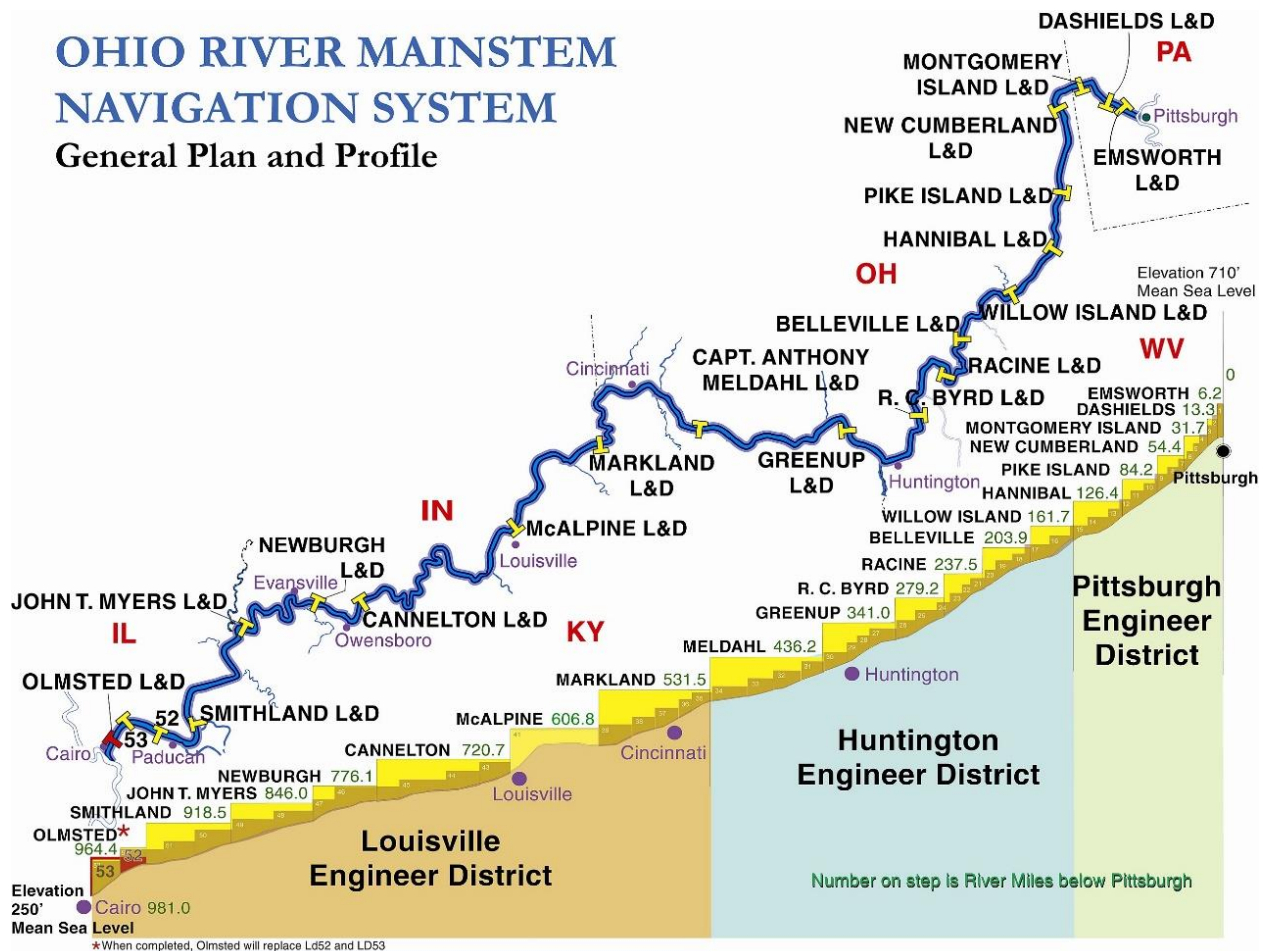 OHIO RIVER MAINSTEM
NAVIGATION SYSTEM
General Plan and Profile
DASHIELDS L&D
PA
MONTGOMERY
ISLAND L&D
Pittsburgh
NEW CUMBERLAND
L&D
EMSWORTH
L&D
PIKE ISLAND L&D
HANNIBAL L&D
OH
Elevation 710'
Mean Sea Level
WILLOW ISLAND L&D
BELLEVILLE L&D
WV
CAPT. ANTHONY
MELDAHL L&D
Cincinnati
RACINE L&D
R. C. BYRD L&D
MARKLAND
L&D
GREENUP
L&D
Huntington
IN
McALPINE L&D
Louisville
NEWBURGH
L&D
Evansville
JOHN T. MYERS L&D
CANNELTON L&D
Owensboro
IL
KY
OLMSTED L&D
SMITHLAND L&D
52
53
Cairo
Paducah
0
EMSWORTH 6.2
DASHIELDS 13.3
MONTGOMERY ISLAND 31.7
NEW CUMBERLAND 54.4
PIKE ISLAND 84.2
Pittsburgh
HANNIBAL 126.4
WILLOW ISLAND 161.7
BELLEVILLE 203.9
RACINE 237.5
R. C. BYRD 279.2
GREENUP 341.0
MELDAHL 436.2
MARKLAND 531.5
McALPINE 606.8
CANNELTON 720.7
NEWBURGH 776.1
JOHN T. MYERS 846.0
SMITHLAND 918.5
OLMSTED*
964.4
52
53
Huntington
Cincinnati
Louisville
Pittsburgh
Engineer
District
Huntington
Engineer District
Louisville
Engineer District
Number on step is River Miles below Pittsburgh
Elevation
250'
Mean Sea Level
Cairo 981.0
*When completed, Olmsted will replace Ld52 and LD53